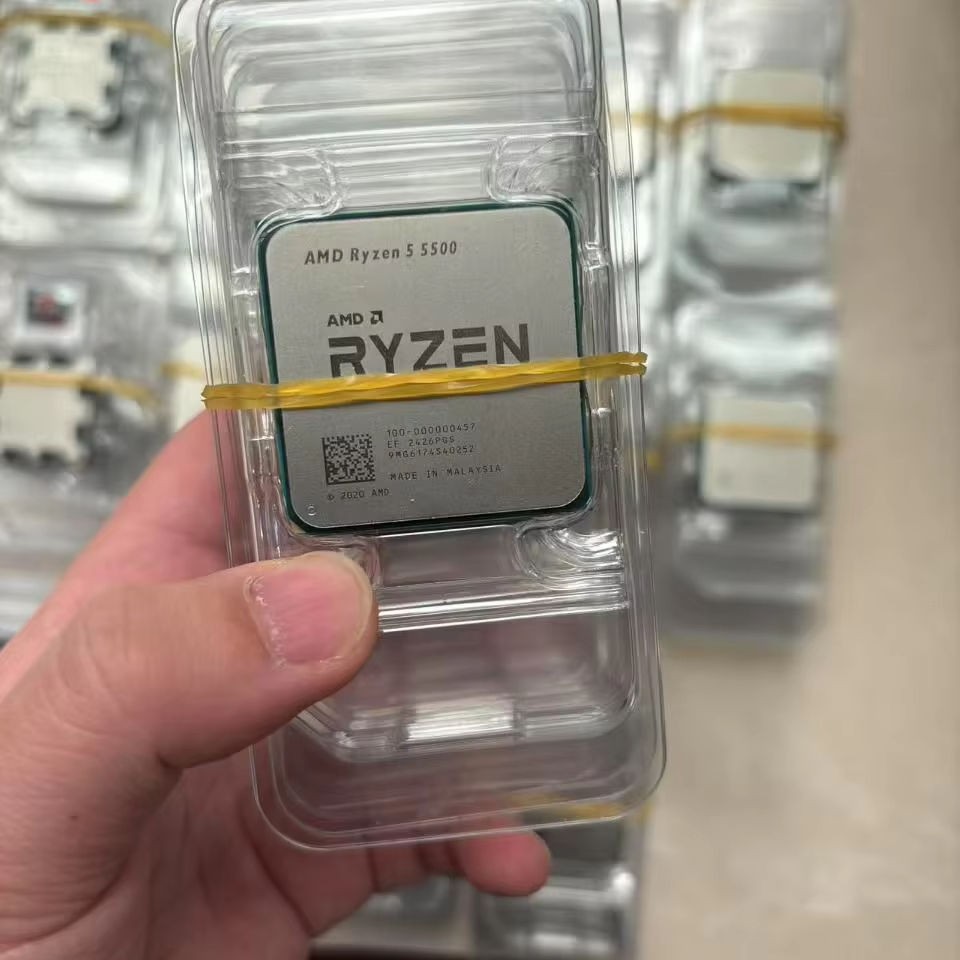 AMD Ryzen 5 5500
AMD
RYZEN
100-000000457
EF 2426PGS
9MG6174S40252
MADE IN MALAYSIA
© 2020 AMD